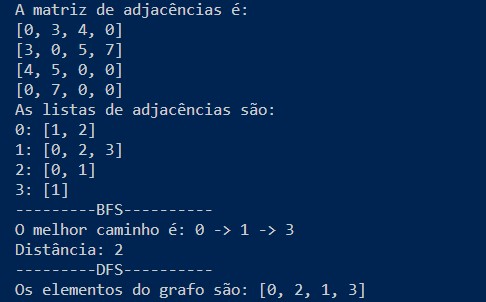 A matriz de adjacências é:
[0, 3, 4, 0]
[3, 0, 5, 7]
[4, 5, 0, 0]
[0, 7, 0, 0]
As listas de adjacências são:
0: [1, 2]
1: [0, 2, 3]
2: [0, 1]
3: [1]
---------BFS----------
O melhor caminho é: 0 -> 1 -> 3
Distância: 2
---------DFS----------
Os elementos do grafo são: [0, 2, 1, 3]